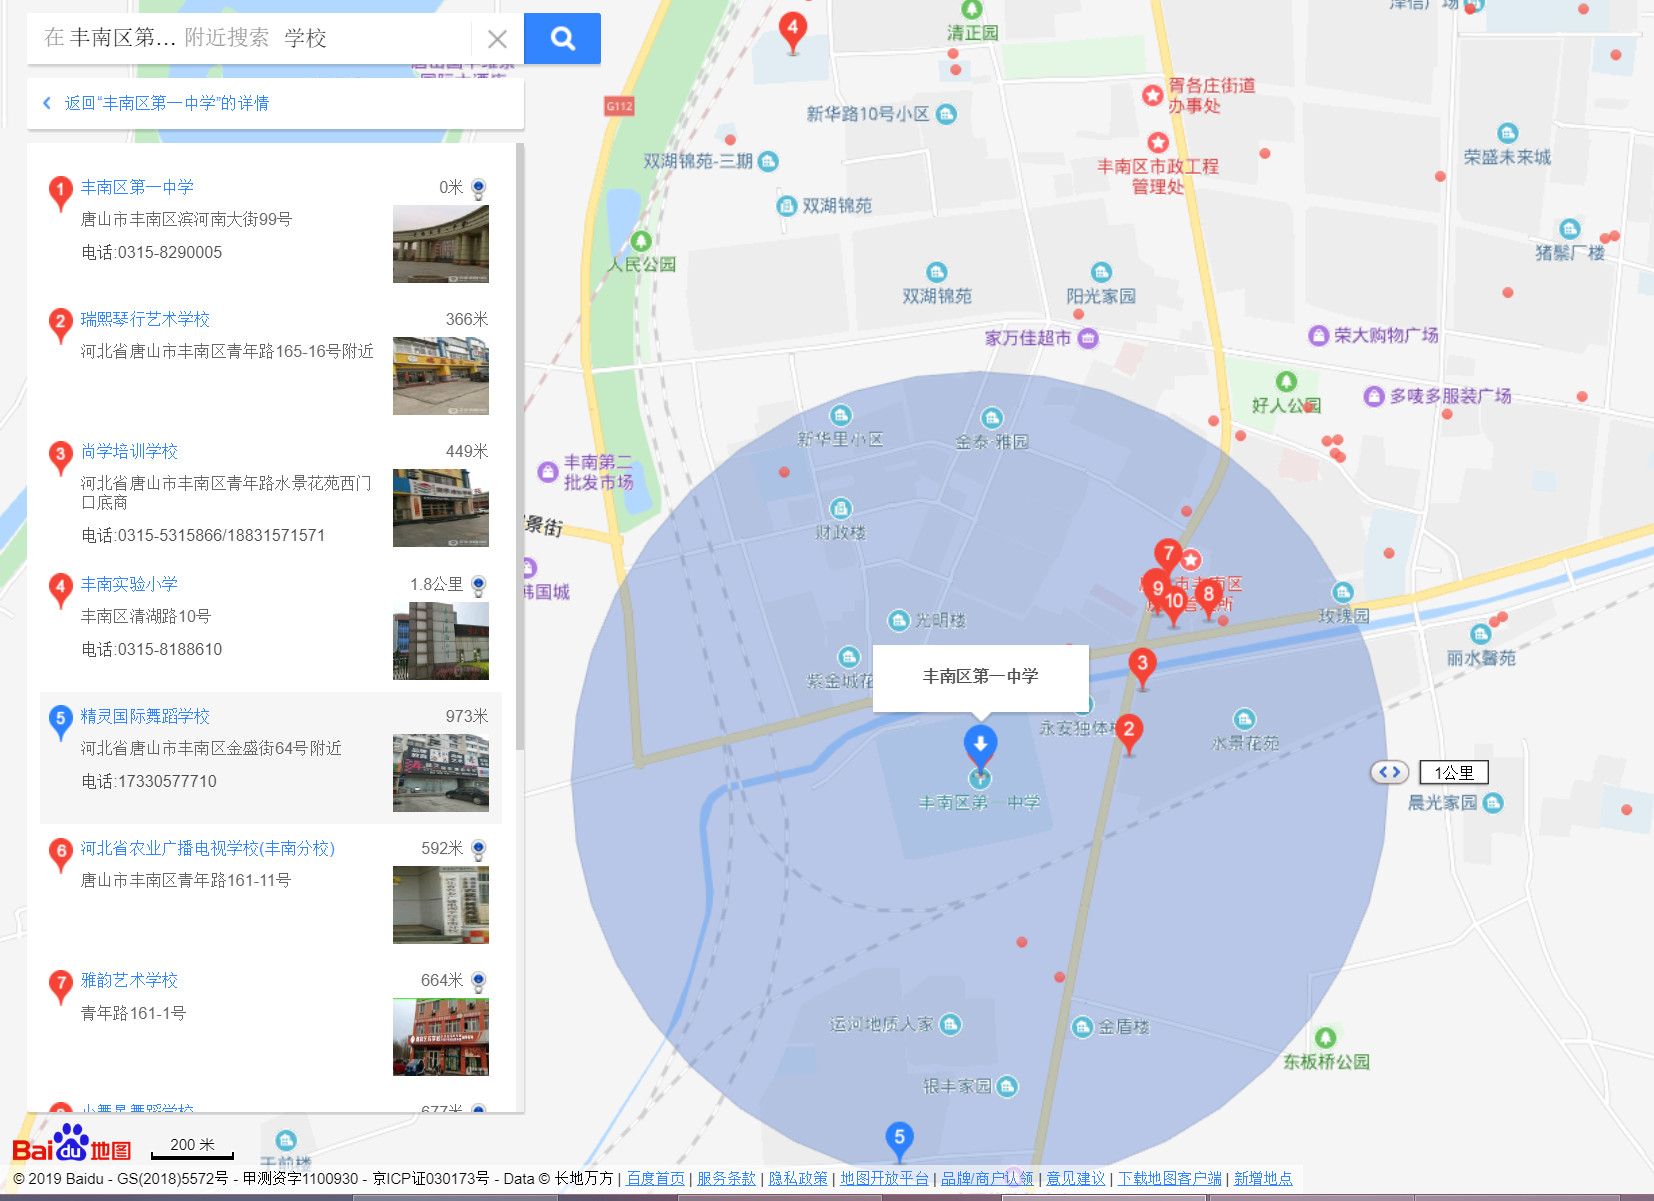 在 丰南区第... 附近搜索 学校
返回"丰南区第一中学"的详情
1 丰南区第一中学 0米
唐山市丰南区滨河南大街99号
电话:0315-8290005
2 瑞熙琴行艺术学校 366米
河北省唐山市丰南区青年路165-16号附近
3 尚学培训学校 449米
河北省唐山市丰南区青年路水景花苑西门
口底商
电话:0315-5315866/18831571571
4 丰南实验小学 1.8公里
丰南区清湖路10号
电话:0315-8188610
5 精灵国际舞蹈学校 973米
河北省唐山市丰南区金盛街64号附近
电话:17330577710
6 河北省农业广播电视学校(丰南分校) 592米
唐山市丰南区青年路161-11号
7 雅韵艺术学校 664米
青年路161-1号
677米
4
清正园
G112
胥各庄街道
办事处
新华路10号小区
双湖锦苑-三期
丰南区市政工程
管理处
荣盛未来城
双湖锦苑
猪鬃厂楼
人民公园
双湖锦苑
阳光家园
家万佳超市
荣大购物广场
好人公园
多唛多服装广场
新华里小区
金泰·雅园
丰南第二
批发市场
财政楼
景街
韩国城
7
9
10
8
玫瑰园
光明楼
丽水馨苑
紫金城花
丰南区第一中学
3
永安独体楼
2
水景花苑
1公里
丰南区第一中学
晨光家园
运河地质人家
金盾楼
东板桥公园
银丰家园
5
Bai du 地图
200 米
© 2019 Baidu - GS(2018)5572号 - 甲测资字1100930 - 京ICP证030173号 - Data © 长地万方 | 百度首页 | 服务条款 | 隐私政策 | 地图开放平台 | 品牌/商户认领 | 意见建议 | 下载地图客户端 | 新增地点